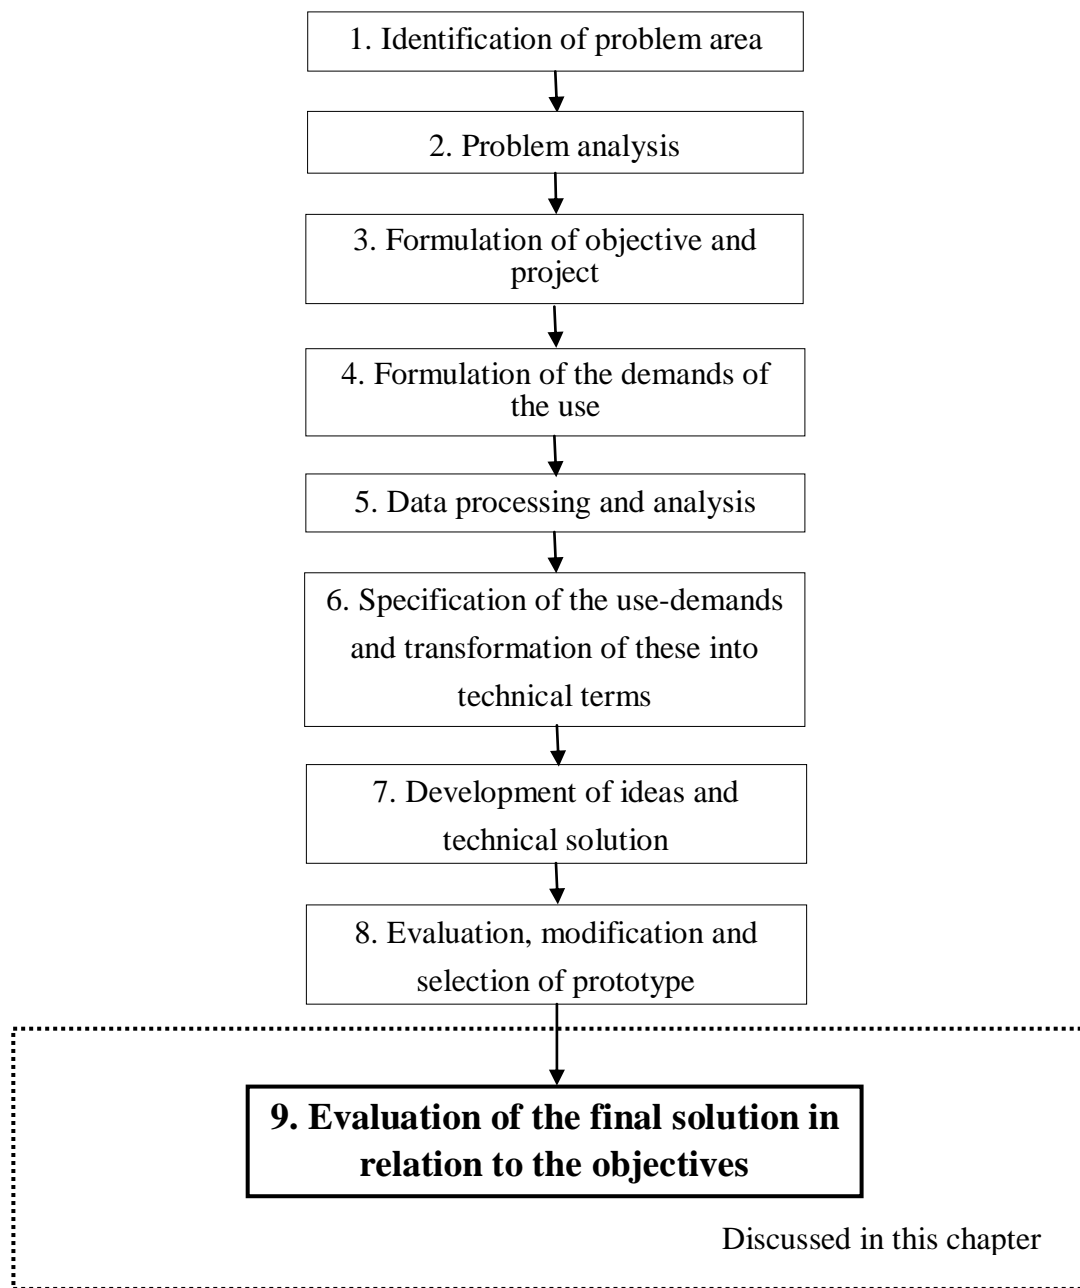 1. Identification of problem area
2. Problem analysis
3. Formulation of objective and
project
4. Formulation of the demands of
the use
5. Data processing and analysis
6. Specification of the use-demands
and transformation of these into
technical terms
7. Development of ideas and
technical solution
8. Evaluation, modification and
selection of prototype
9. Evaluation of the final solution in
relation to the objectives
Discussed in this chapter